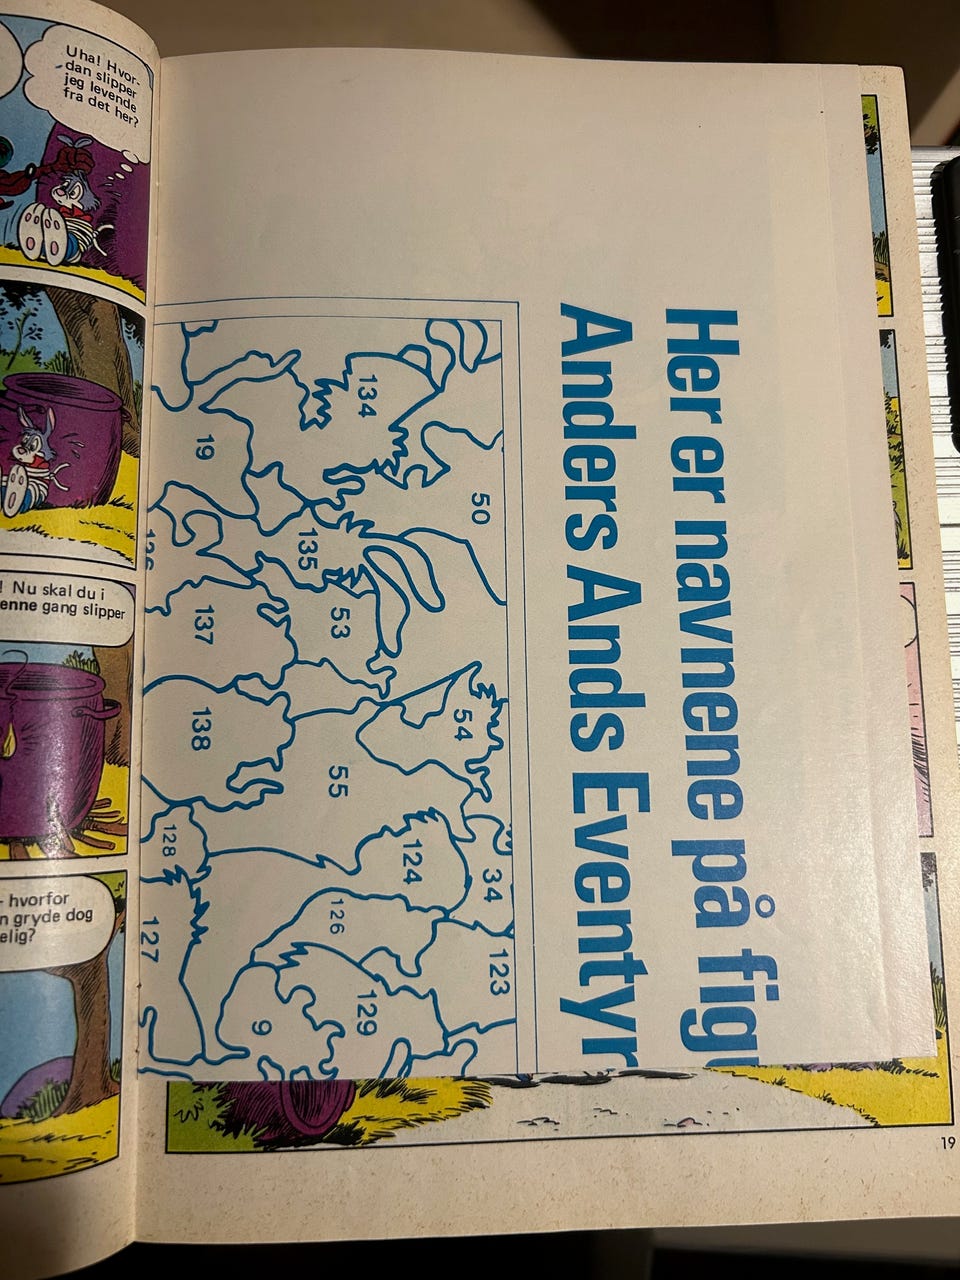 Uha! Hvor-
dan slipper
jeg levende
fra det her?
! Nu skal du i
enne gang slipper
- hvorfor
n gryde dog
elig?
Her er navnene på fig
Anders Ands Eventyr
134
50
19
135
53
137
54
138
55
128
124
34
126
127
123
129
9
19